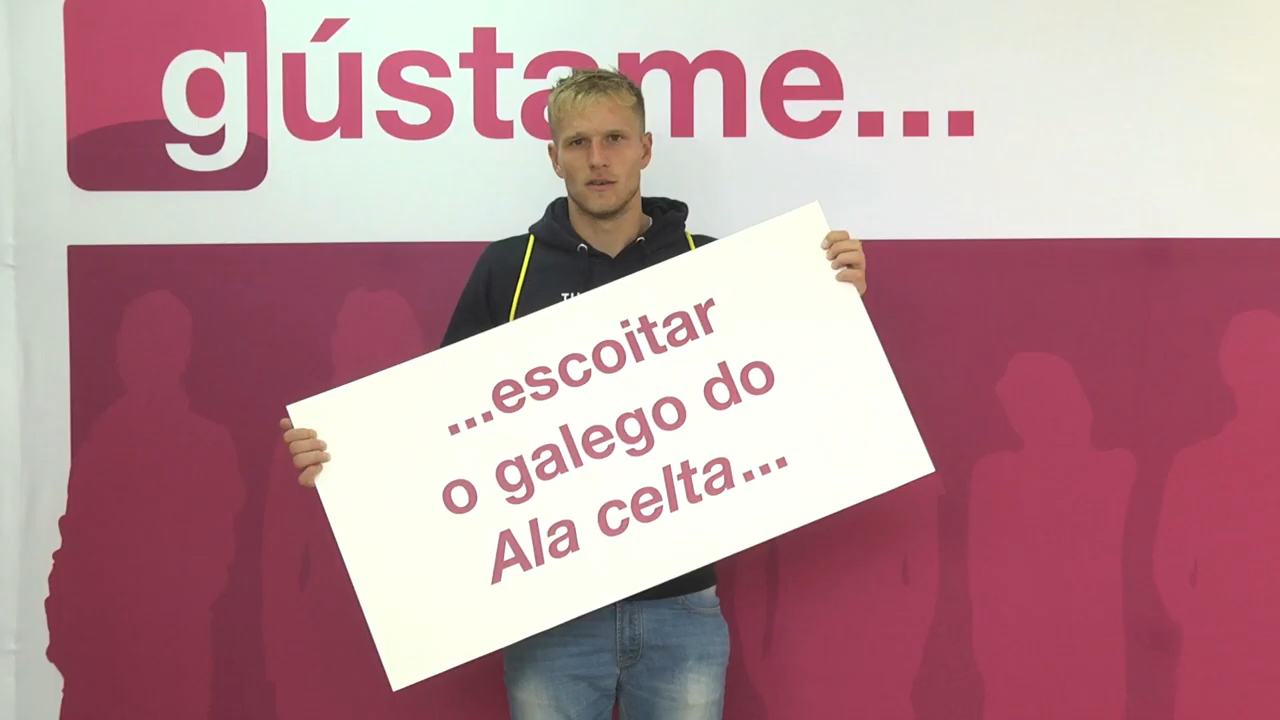 gústame...
...escoitar
o galego do
Ala celta...